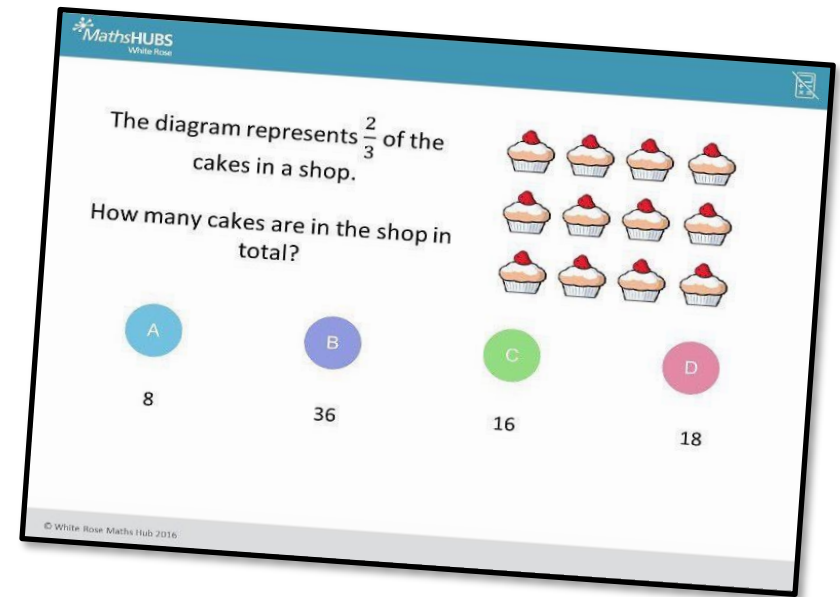 MathsHUBS
White Rose
The diagram represents 2/3 of the
cakes in a shop.
How many cakes are in the shop in
total?
A
B
C
D
8
36
16
18
© White Rose Maths Hub 2016